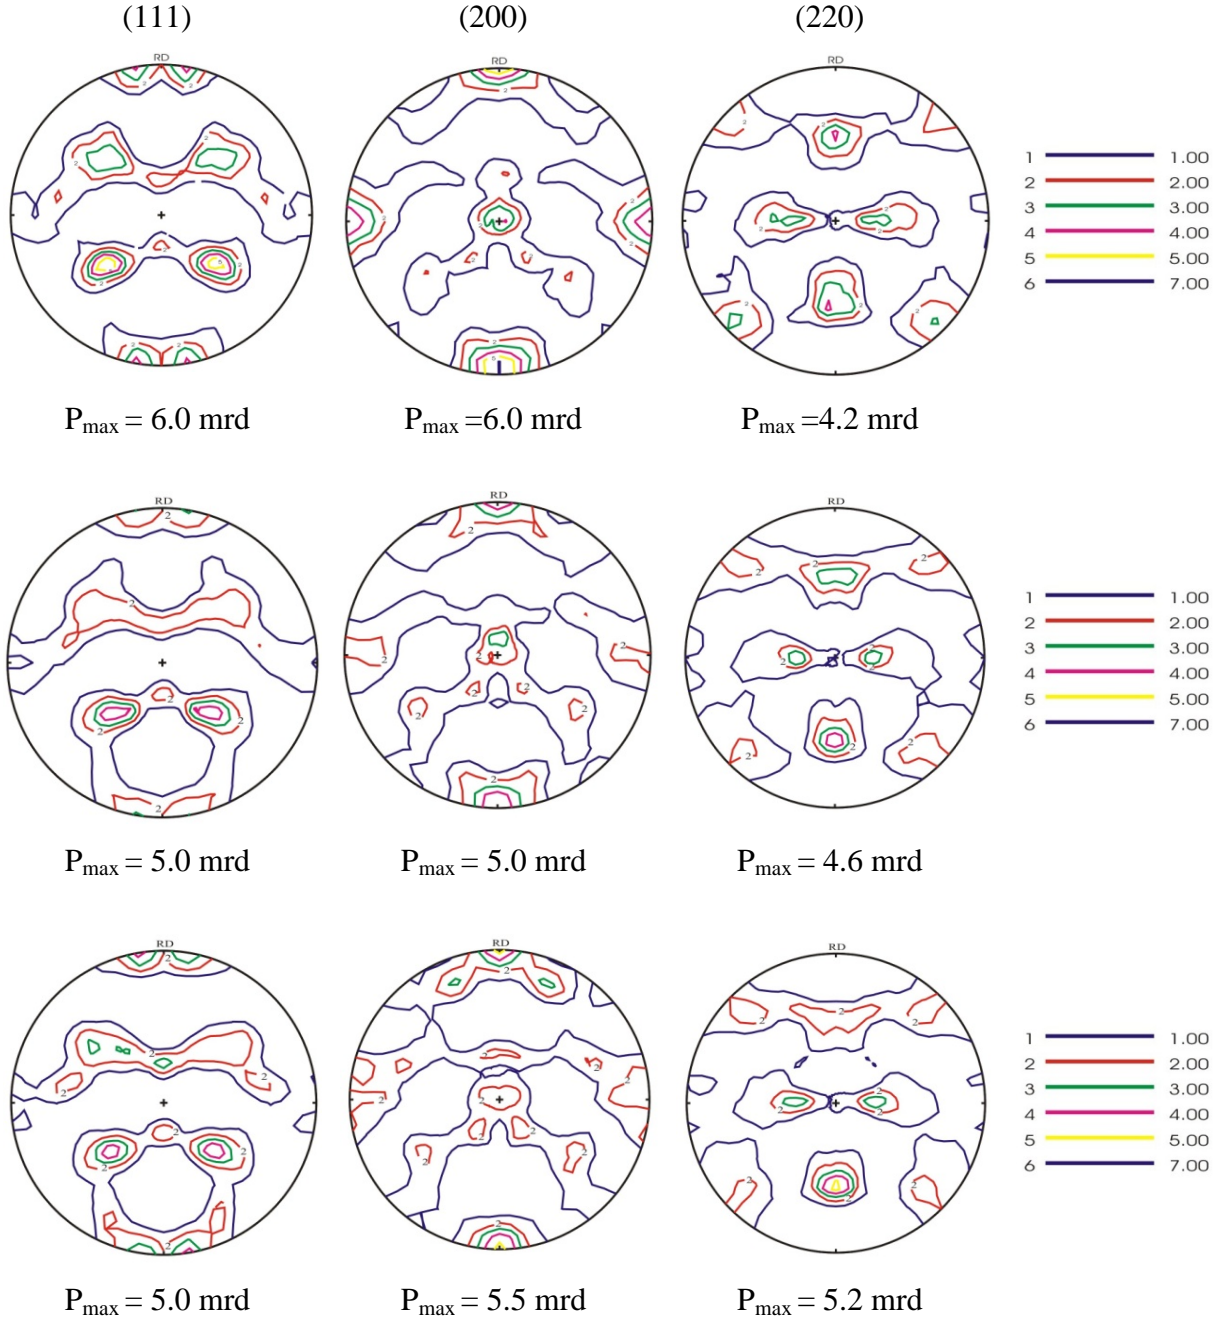 (111) (200) (220)
RD RD RD
1 1.00
2 2.00
3 3.00
4 4.00
5 5.00
6 7.00
Pmax = 6.0 mrd Pmax =6.0 mrd Pmax =4.2 mrd
RD RD RD
1 1.00
2 2.00
3 3.00
4 4.00
5 5.00
6 7.00
Pmax = 5.0 mrd Pmax = 5.0 mrd Pmax = 4.6 mrd
RD RD RD
1 1.00
2 2.00
3 3.00
4 4.00
5 5.00
6 7.00
Pmax = 5.0 mrd Pmax = 5.5 mrd Pmax = 5.2 mrd